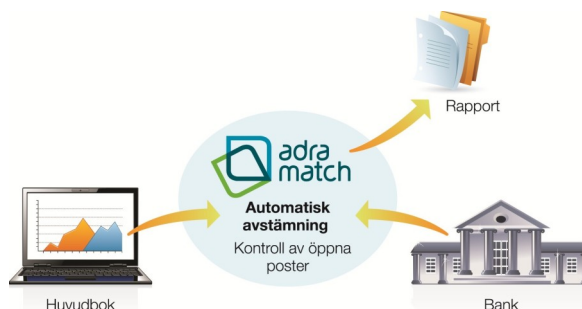 Rapport
adra
match
Automatisk
avstämning
Kontroll av öppna
poster
Huvudbok
Bank